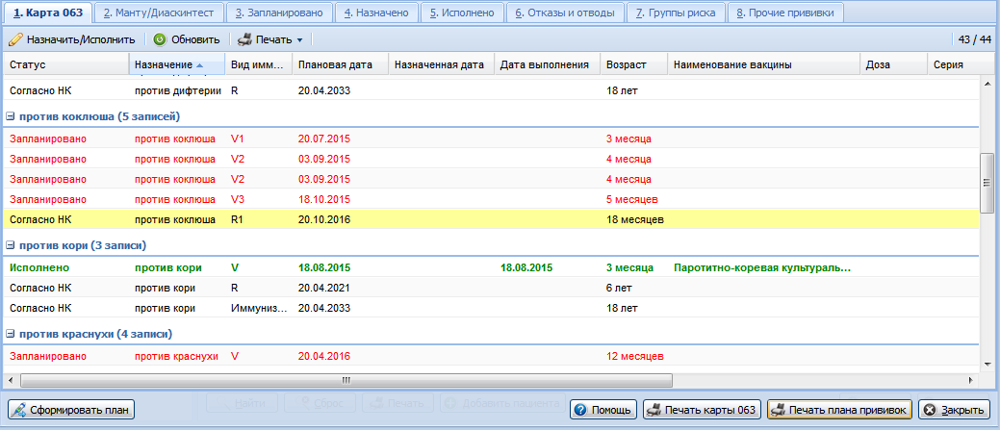 1. Карта 063 2. Манту/Диаскинтест 3. Запланировано 4. Назначено 5. Исполнено 6. Отказы и отводы 7. Группы риска 8. Прочие прививки
Назначить/Исполнить Обновить Печать 43 / 44
Статус Назначение Вид имм... Плановая дата Назначенная дата Дата выполнения Возраст Наименование вакцины Доза Серия
Согласно НК против дифтерии R 20.04.2033 18 лет
против коклюша (5 записей)
Запланировано против коклюша V1 20.07.2015 3 месяца
Запланировано против коклюша V2 03.09.2015 4 месяца
Запланировано против коклюша V2 03.09.2015 4 месяца
Запланировано против коклюша V3 18.10.2015 5 месяцев
Согласно НК против коклюша R1 20.10.2016 18 месяцев
против кори (3 записи)
Исполнено против кори V 18.08.2015 18.08.2015 3 месяца Паротитно-коревая культураль...
Согласно НК против кори R 20.04.2021 6 лет
Согласно НК против кори Иммуниз... 20.04.2033 18 лет
против краснухи (4 записи)
Запланировано против краснухи V 20.04.2016 12 месяцев
Найти Сброс Печать Добавить пациента
Сформировать план Помощь Печать карты 063 Печать плана прививок Закрыть